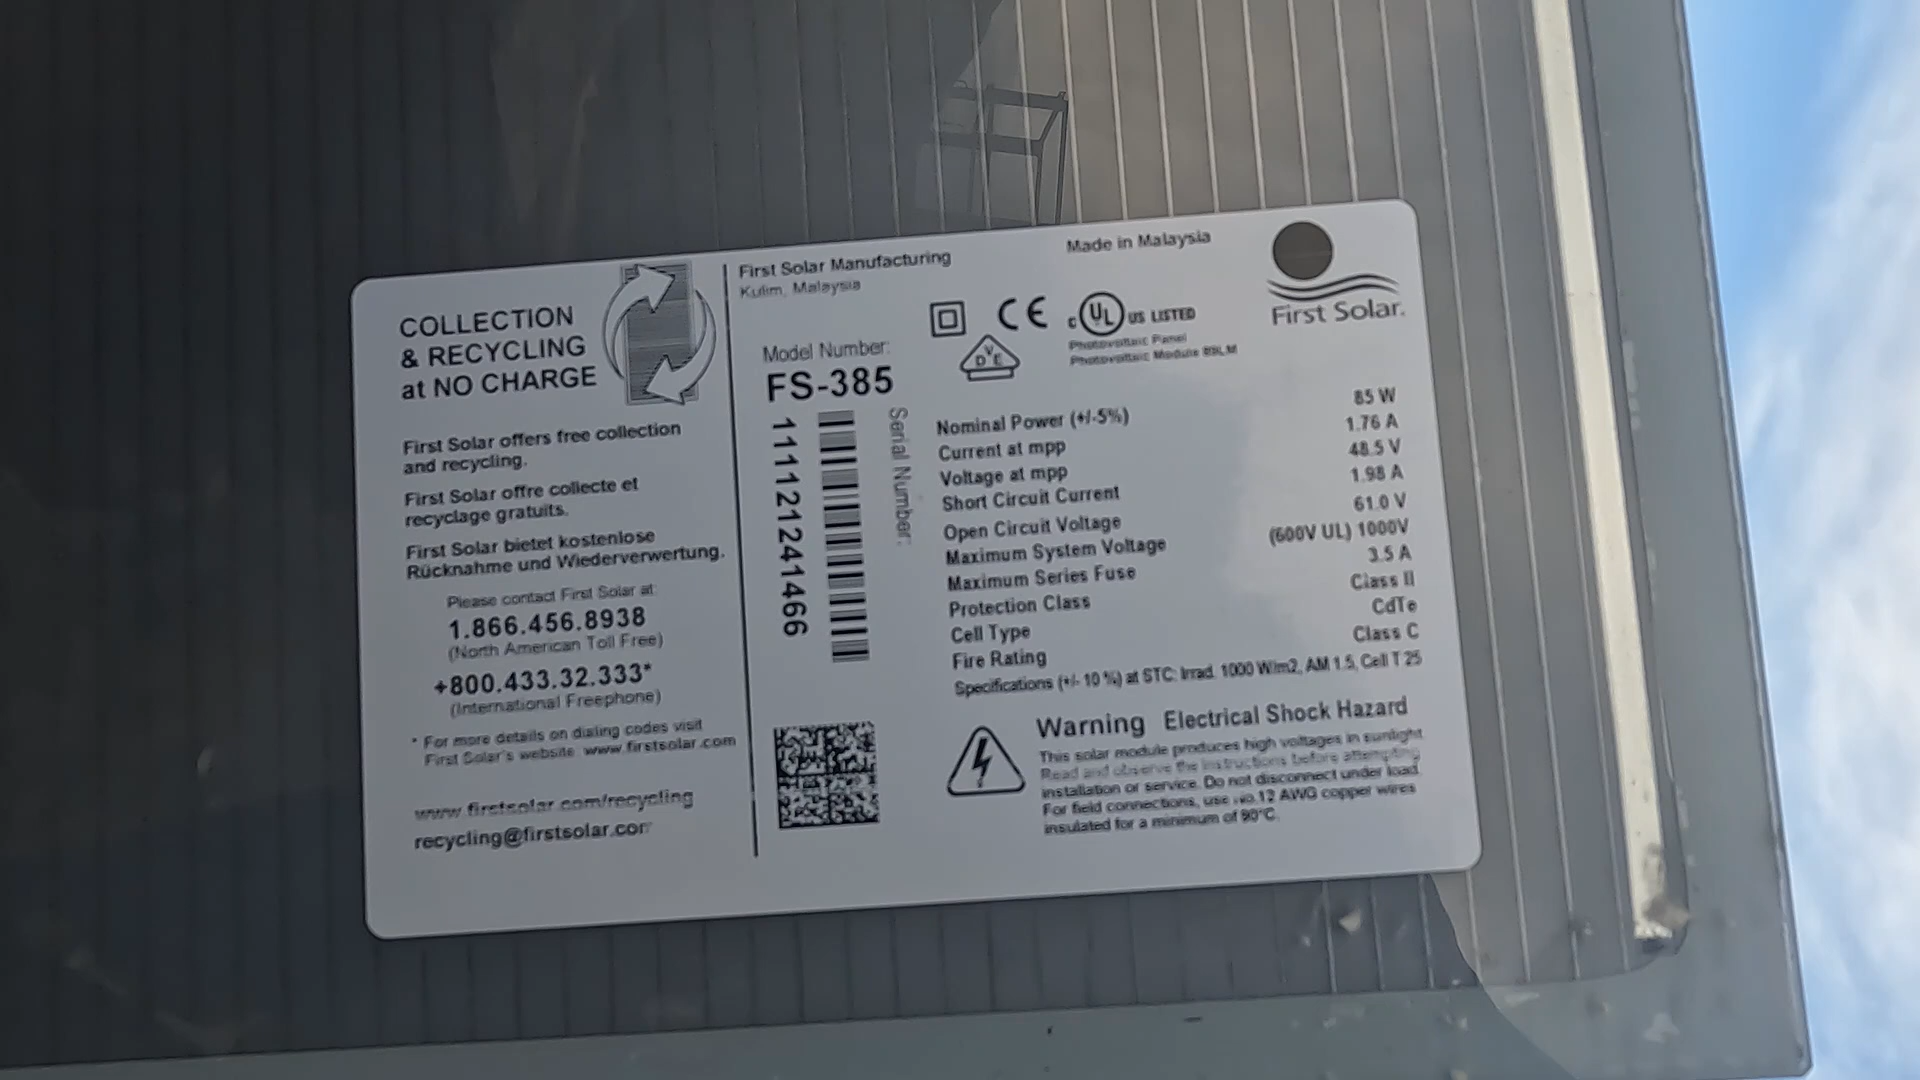 COLLECTION
& RECYCLING
at NO CHARGE
First Solar offers free collection
and recycling.
First Solar offre collecte et
recyclage gratuits.
First Solar bietet kostenlose
Rücknahme und Wiederverwertung.
Please contact First Solar at:
1.866.456.8938
(North American Toll Free)
+800.433.32.333*
(International Freephone)
* For more details on dialing codes visit
First Solar's website www.firstsolar.com
www.firstsolar.com/recycling
recycling@firstsolar.com
First Solar Manufacturing
Kulim, Malaysia
Made in Malaysia
First Solar.
CE
c UL US LISTED
Photovoltaic Panel
Photovoltaic Module
VDE
Model Number:
FS-385
Serial Number:
111121241466
Nominal Power (+/-5%) 85 W
Current at mpp 1.76 A
Voltage at mpp 48.5 V
Short Circuit Current 1.98 A
Open Circuit Voltage 61.0 V
Maximum System Voltage (600V UL) 1000V
Maximum Series Fuse 3.5 A
Protection Class Class II
Cell Type CdTe
Fire Rating Class C
Specifications (+/- 10 %) at STC: Irrad. 1000 W/m2, AM 1.5, Cell T 25
Warning Electrical Shock Hazard
This solar module produces high voltages in sunlight
Read and observe the instructions before attempting
installation or service. Do not disconnect under load.
For field connections, use No.12 AWG copper wires
insulated for a minimum of 90°C.